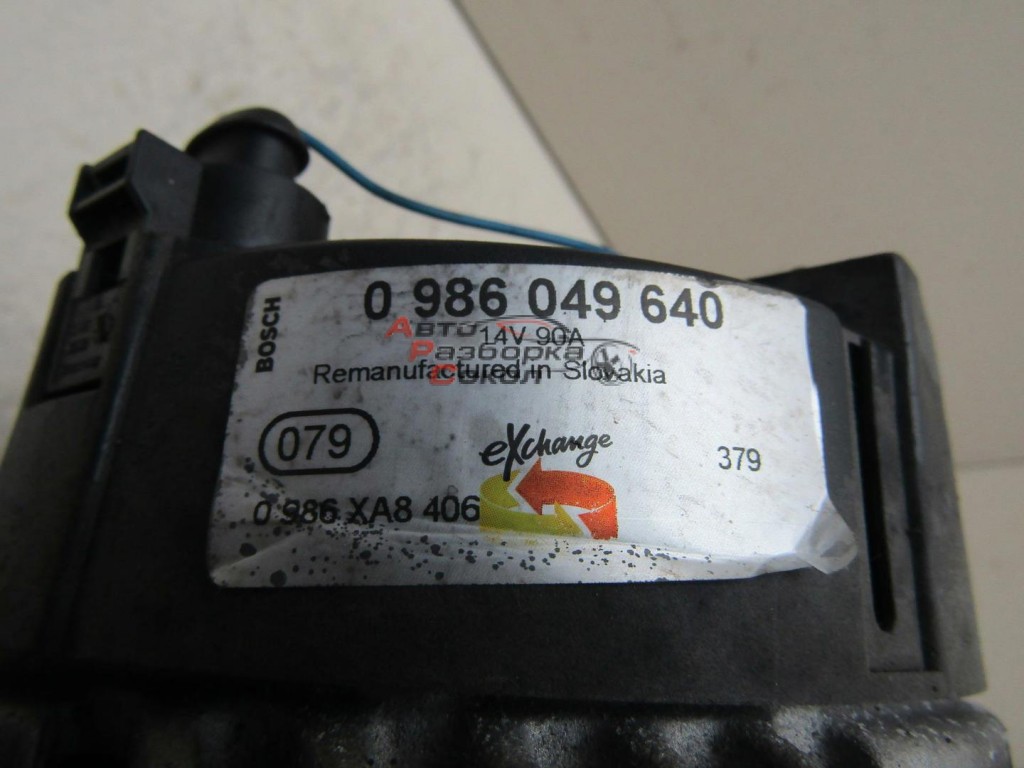 BOSCH
0 986 049 640
14V 90A
Remanufactured in Slovakia
Авто
Разборка
Сокол
079
eXchange
379
0 986 XA8 406